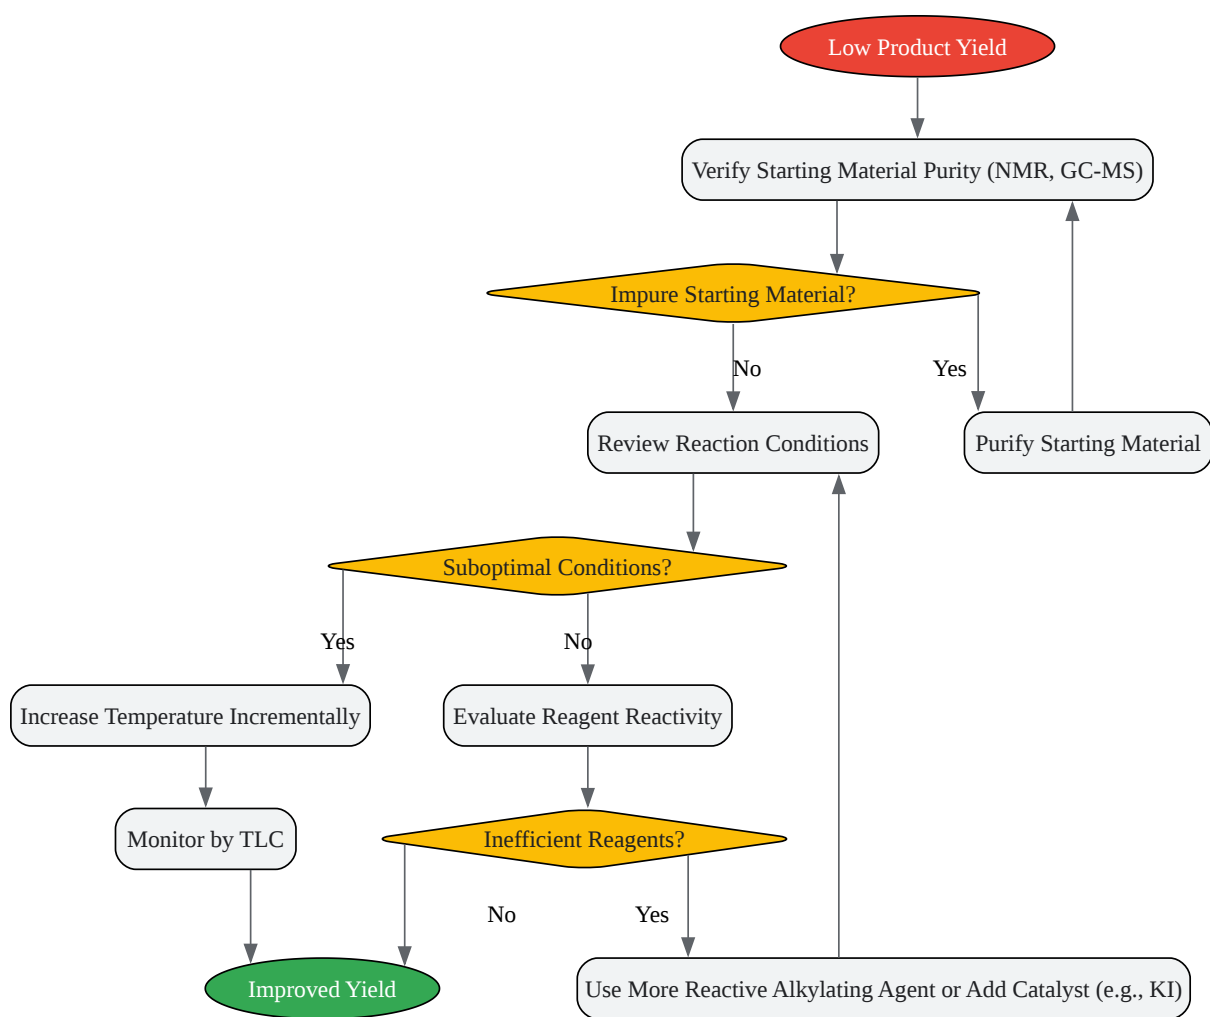 Low Product Yield
Verify Starting Material Purity (NMR, GC-MS)
Impure Starting Material?
No
Yes
Review Reaction Conditions
Purify Starting Material
Suboptimal Conditions?
Yes
No
Increase Temperature Incrementally
Evaluate Reagent Reactivity
Monitor by TLC
Inefficient Reagents?
No
Yes
Improved Yield
Use More Reactive Alkylating Agent or Add Catalyst (e.g., KI)